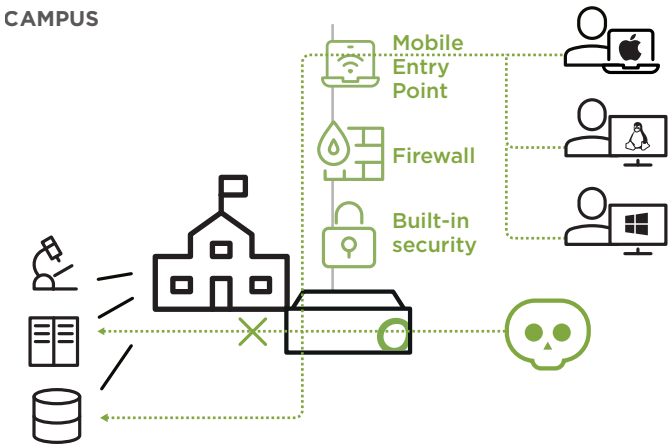 CAMPUS
Mobile
Entry
Point
Firewall
Built-in
security